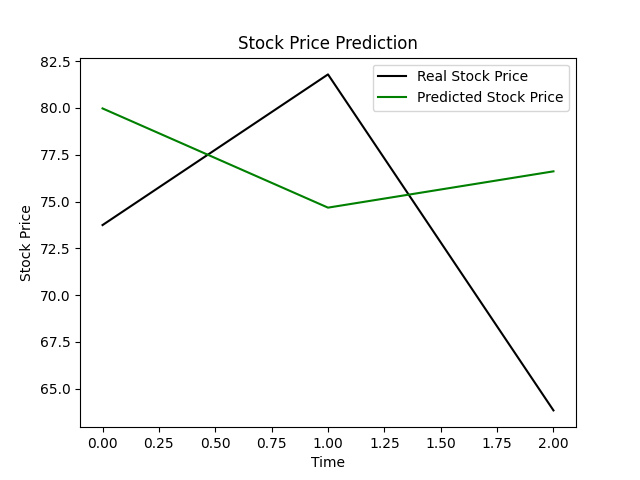 Stock Price Prediction
Real Stock Price
Predicted Stock Price
Stock Price
82.5
80.0
77.5
75.0
72.5
70.0
67.5
65.0
0.00 0.25 0.50 0.75 1.00 1.25 1.50 1.75 2.00
Time